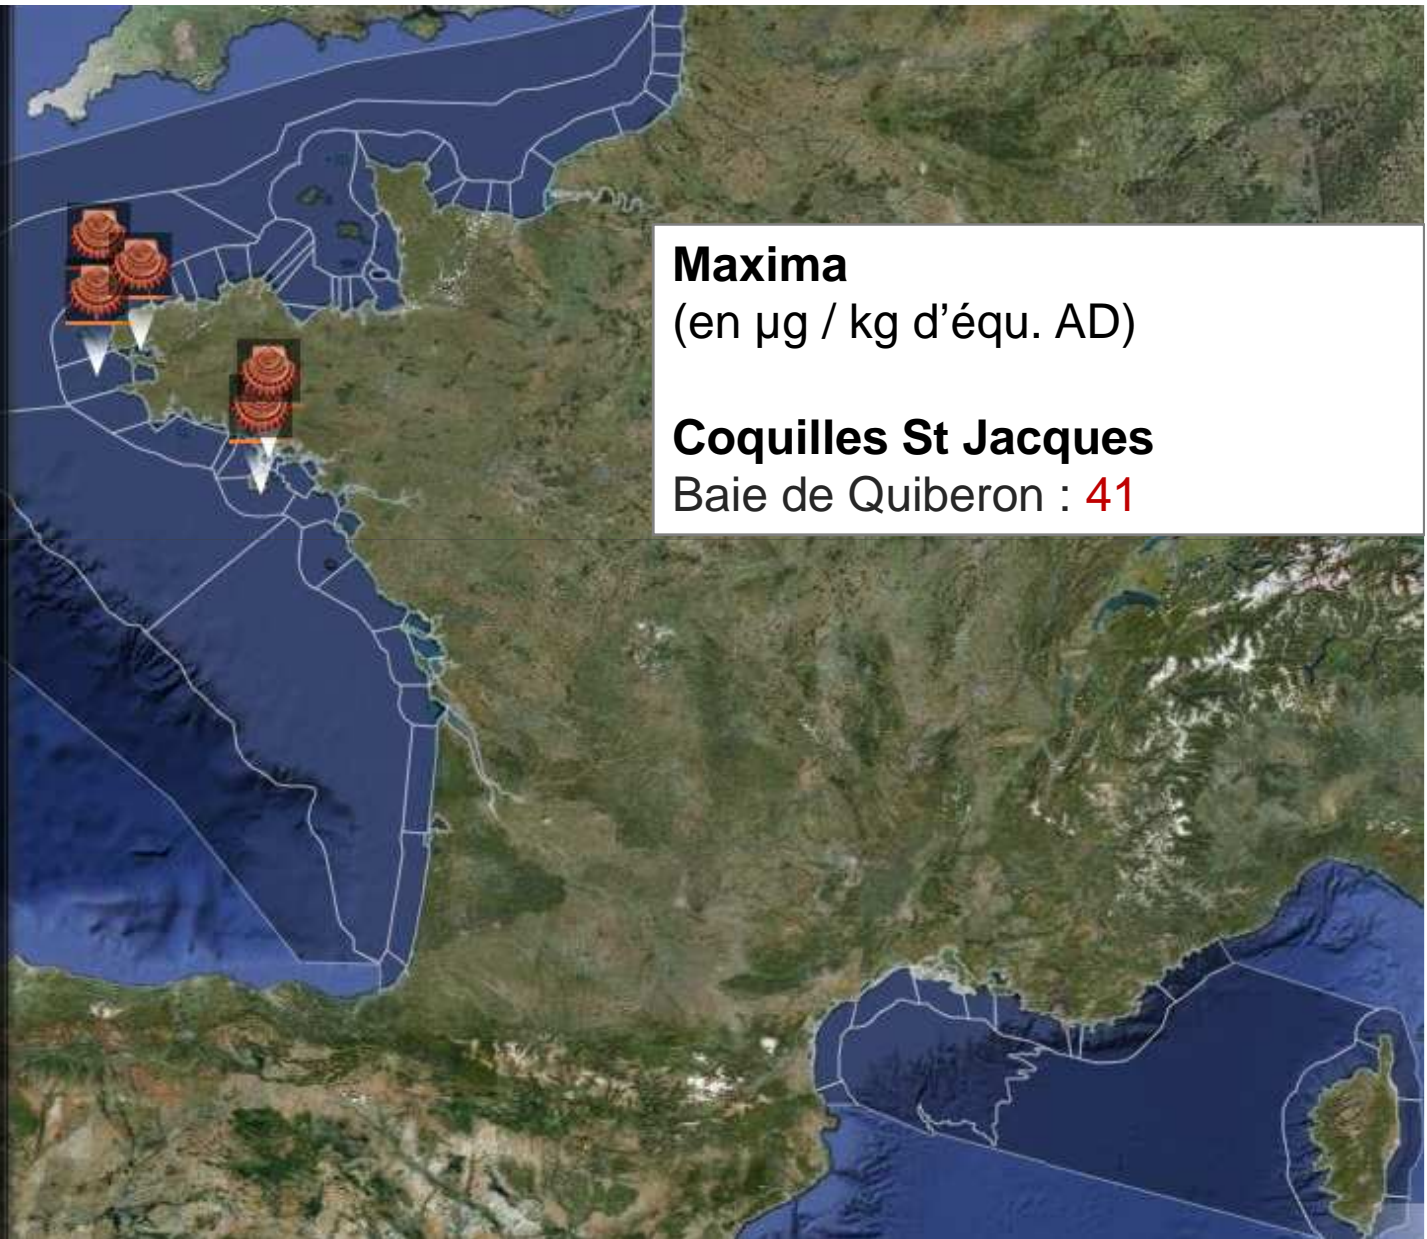 Maxima
(en µg / kg d’équ. AD)
Coquilles St Jacques
Baie de Quiberon : 41